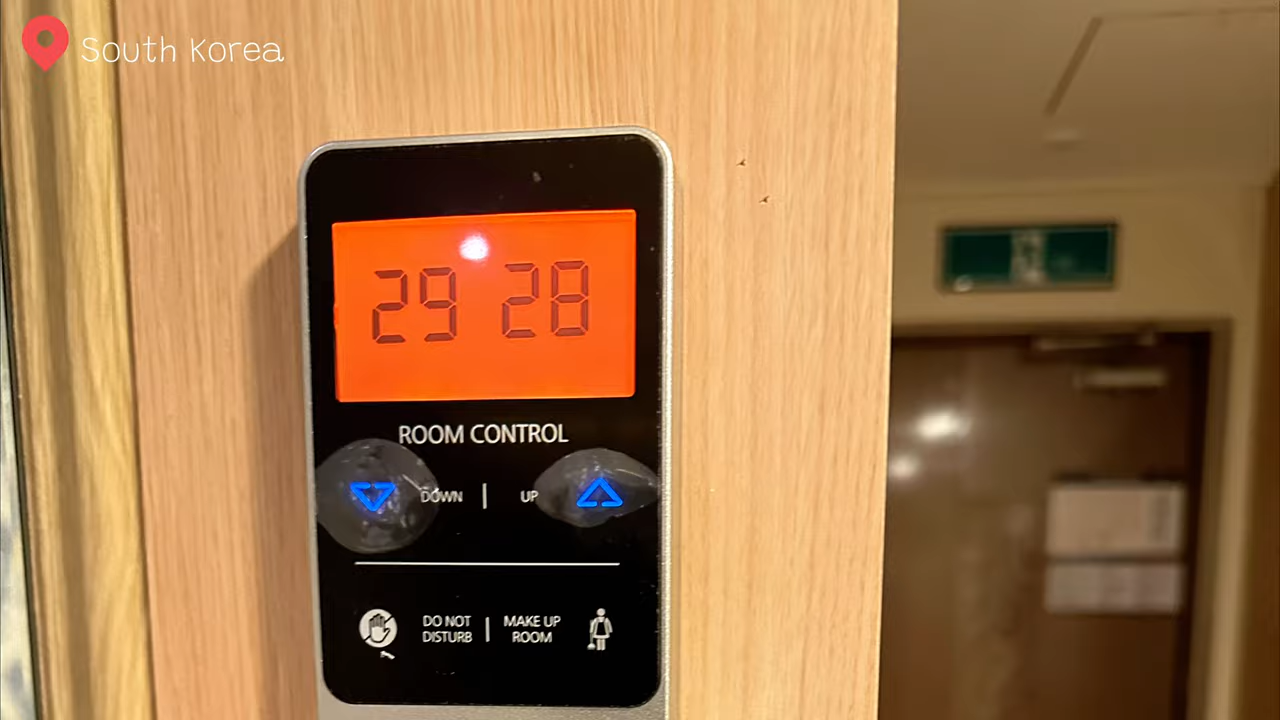 South Korea
29 28
ROOM CONTROL
DOWN | UP
DO NOT DISTURB | MAKE UP ROOM